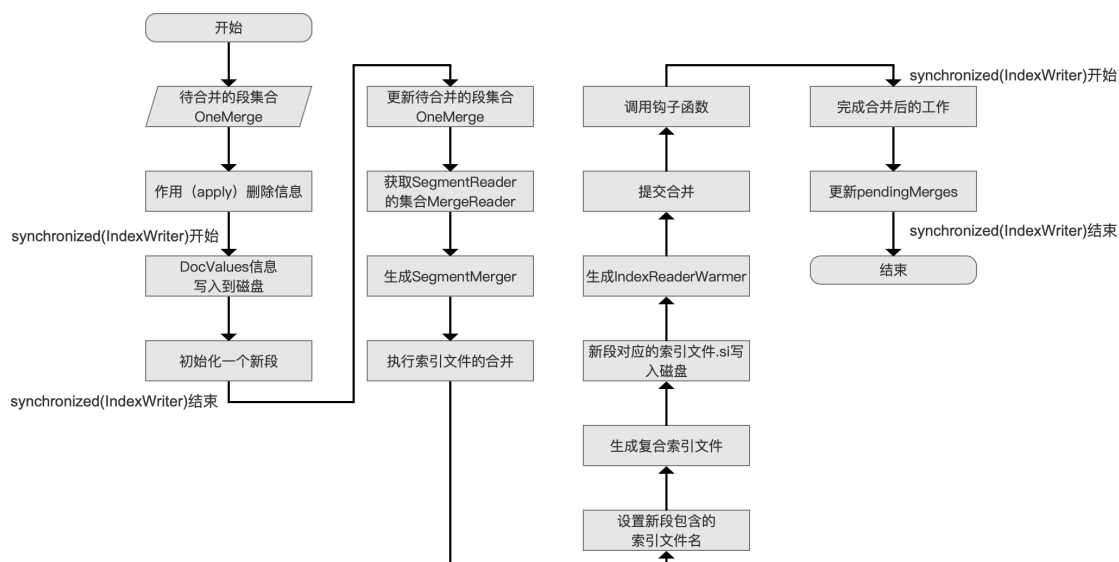 开始
待合并的段集合
OneMerge
作用（apply）删除信息
synchronized(IndexWriter)开始
DocValues信息
写入到磁盘
初始化一个新段
synchronized(IndexWriter)结束
更新待合并的段集合
OneMerge
获取SegmentReader
的集合MergeReader
生成SegmentMerger
执行索引文件的合并
设置新段包含的
索引文件名
生成复合索引文件
新段对应的索引文件.si写
入磁盘
生成IndexReaderWarmer
提交合并
调用钩子函数
synchronized(IndexWriter)开始
完成合并后的工作
更新pendingMerges
synchronized(IndexWriter)结束
结束